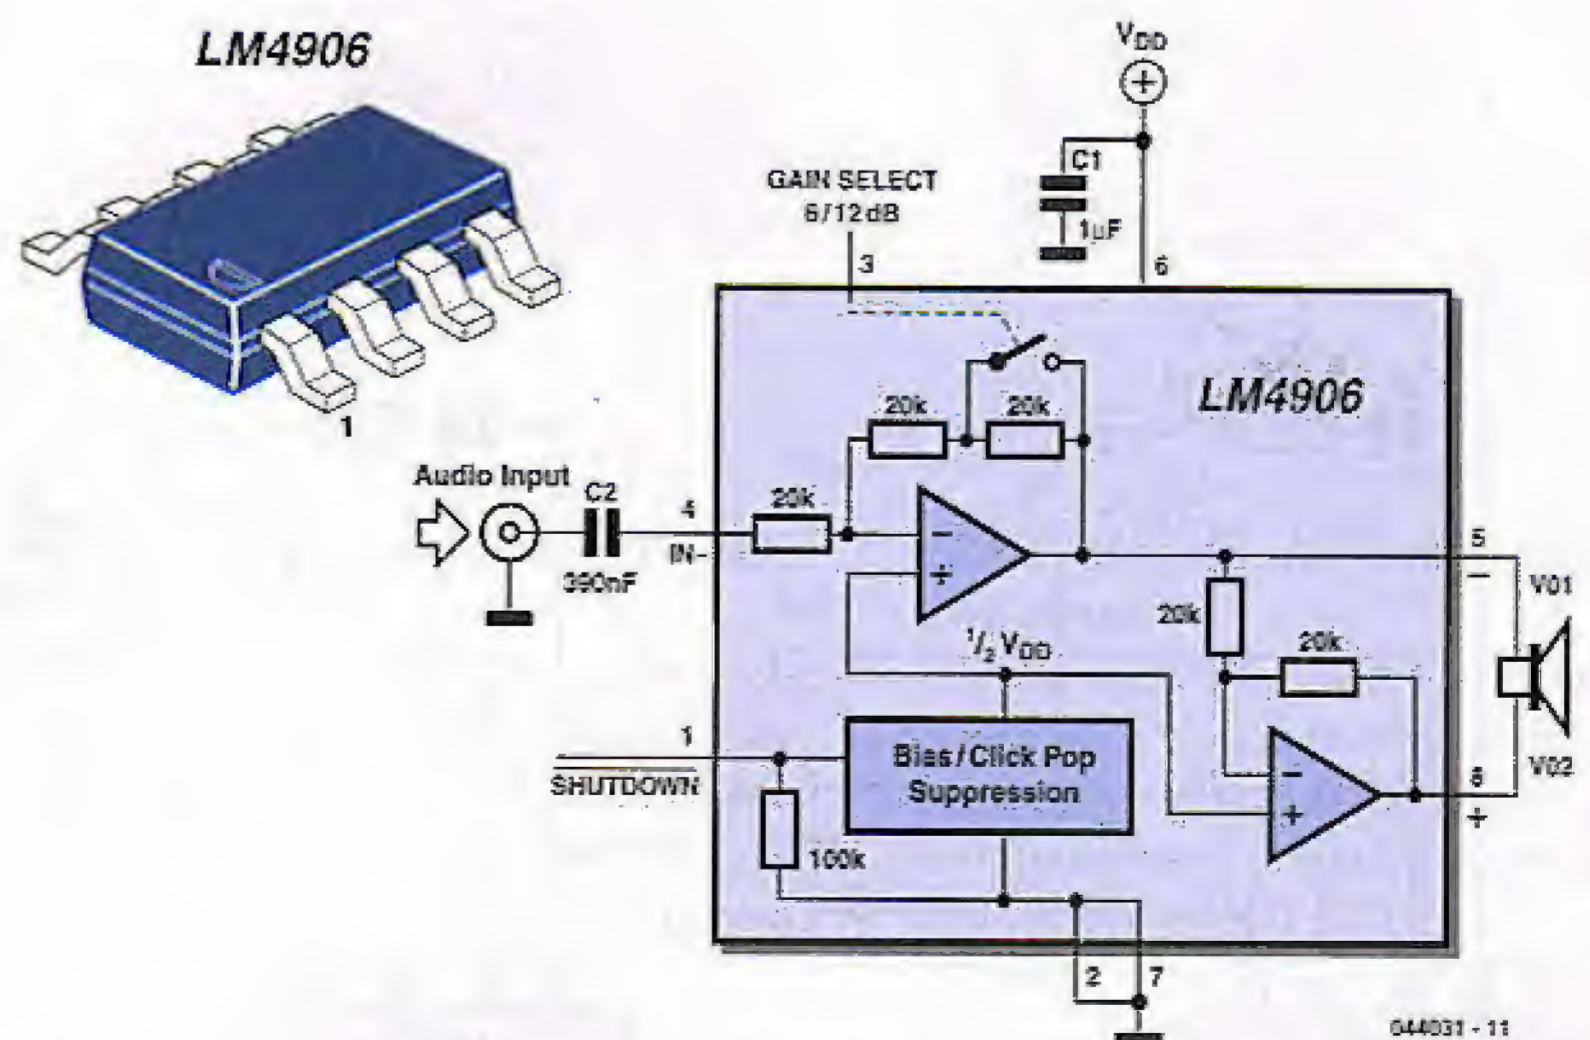 LM4906
1
VDD
C1
1µF
GAIN SELECT
6/12dB
3
6
LM4906
20k
20k
Audio Input
C2
390nF
4
IN-
20k
−
+
5
−
V01
20k
20k
1/2 VDD
1
SHUTDOWN
Bias/Click Pop
Suppression
100k
−
+
8
+
V02
2
7
044031 - 11